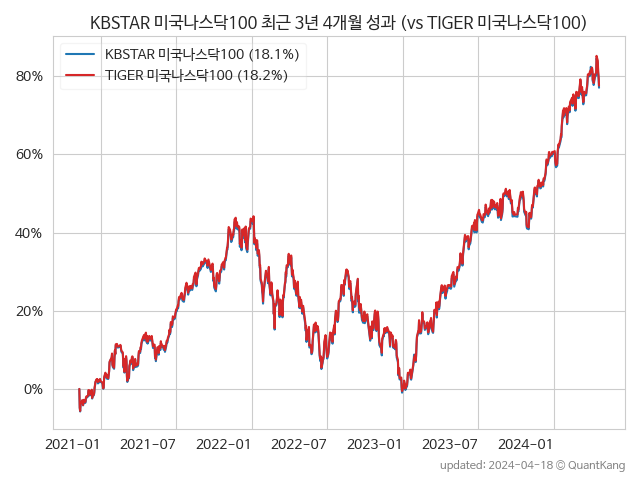 KBSTAR 미국나스닥100 최근 3년 4개월 성과 (vs TIGER 미국나스닥100)
KBSTAR 미국나스닥100 (18.1%)
TIGER 미국나스닥100 (18.2%)
80%
60%
40%
20%
0%
2021-01 2021-07 2022-01 2022-07 2023-01 2023-07 2024-01
updated: 2024-04-18 © QuantKang